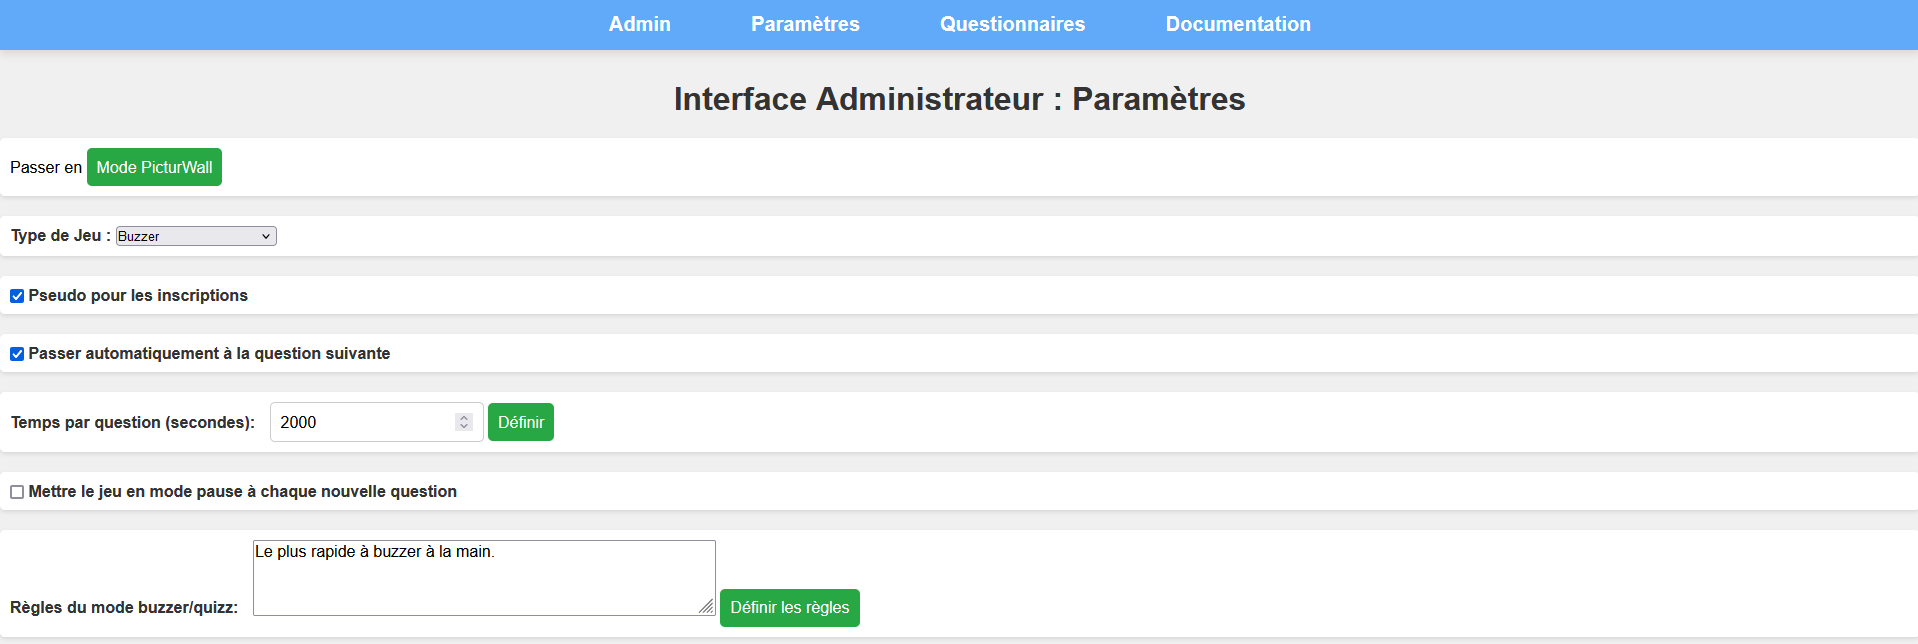 Admin Paramètres Questionnaires Documentation
Interface Administrateur : Paramètres
Passer en Mode PicturWall
Type de Jeu : Buzzer
Pseudo pour les inscriptions
Passer automatiquement à la question suivante
Temps par question (secondes): 2000 Définir
Mettre le jeu en mode pause à chaque nouvelle question
Le plus rapide à buzzer à la main.
Règles du mode buzzer/quizz: Définir les règles